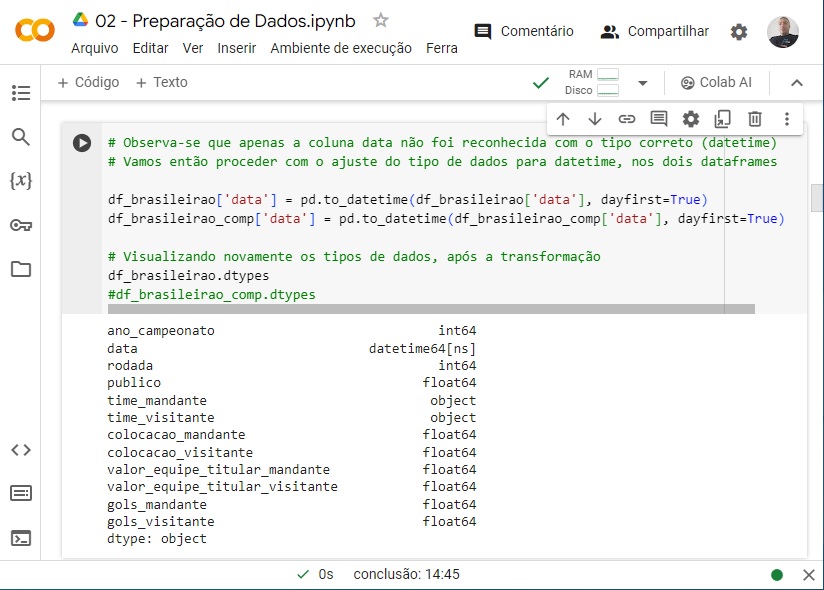 02 - Preparação de Dados.ipynb
Comentário
Compartilhar
Arquivo Editar Ver Inserir Ambiente de execução Ferra
+ Código + Texto
RAM
Disco
Colab AI
# Observa-se que apenas a coluna data não foi reconhecida com o tipo correto (datetime)
# Vamos então proceder com o ajuste do tipo de dados para datetime, nos dois dataframes
df_brasileirao['data'] = pd.to_datetime(df_brasileirao['data'], dayfirst=True)
df_brasileirao_comp['data'] = pd.to_datetime(df_brasileirao_comp['data'], dayfirst=True)
# Visualizando novamente os tipos de dados, após a transformação
df_brasileirao.dtypes
#df_brasileirao_comp.dtypes
ano_campeonato int64
data datetime64[ns]
rodada int64
publico float64
time_mandante object
time_visitante object
colocacao_mandante float64
colocacao_visitante float64
valor_equipe_titular_mandante float64
valor_equipe_titular_visitante float64
gols_mandante float64
gols_visitante float64
dtype: object
0s conclusão: 14:45